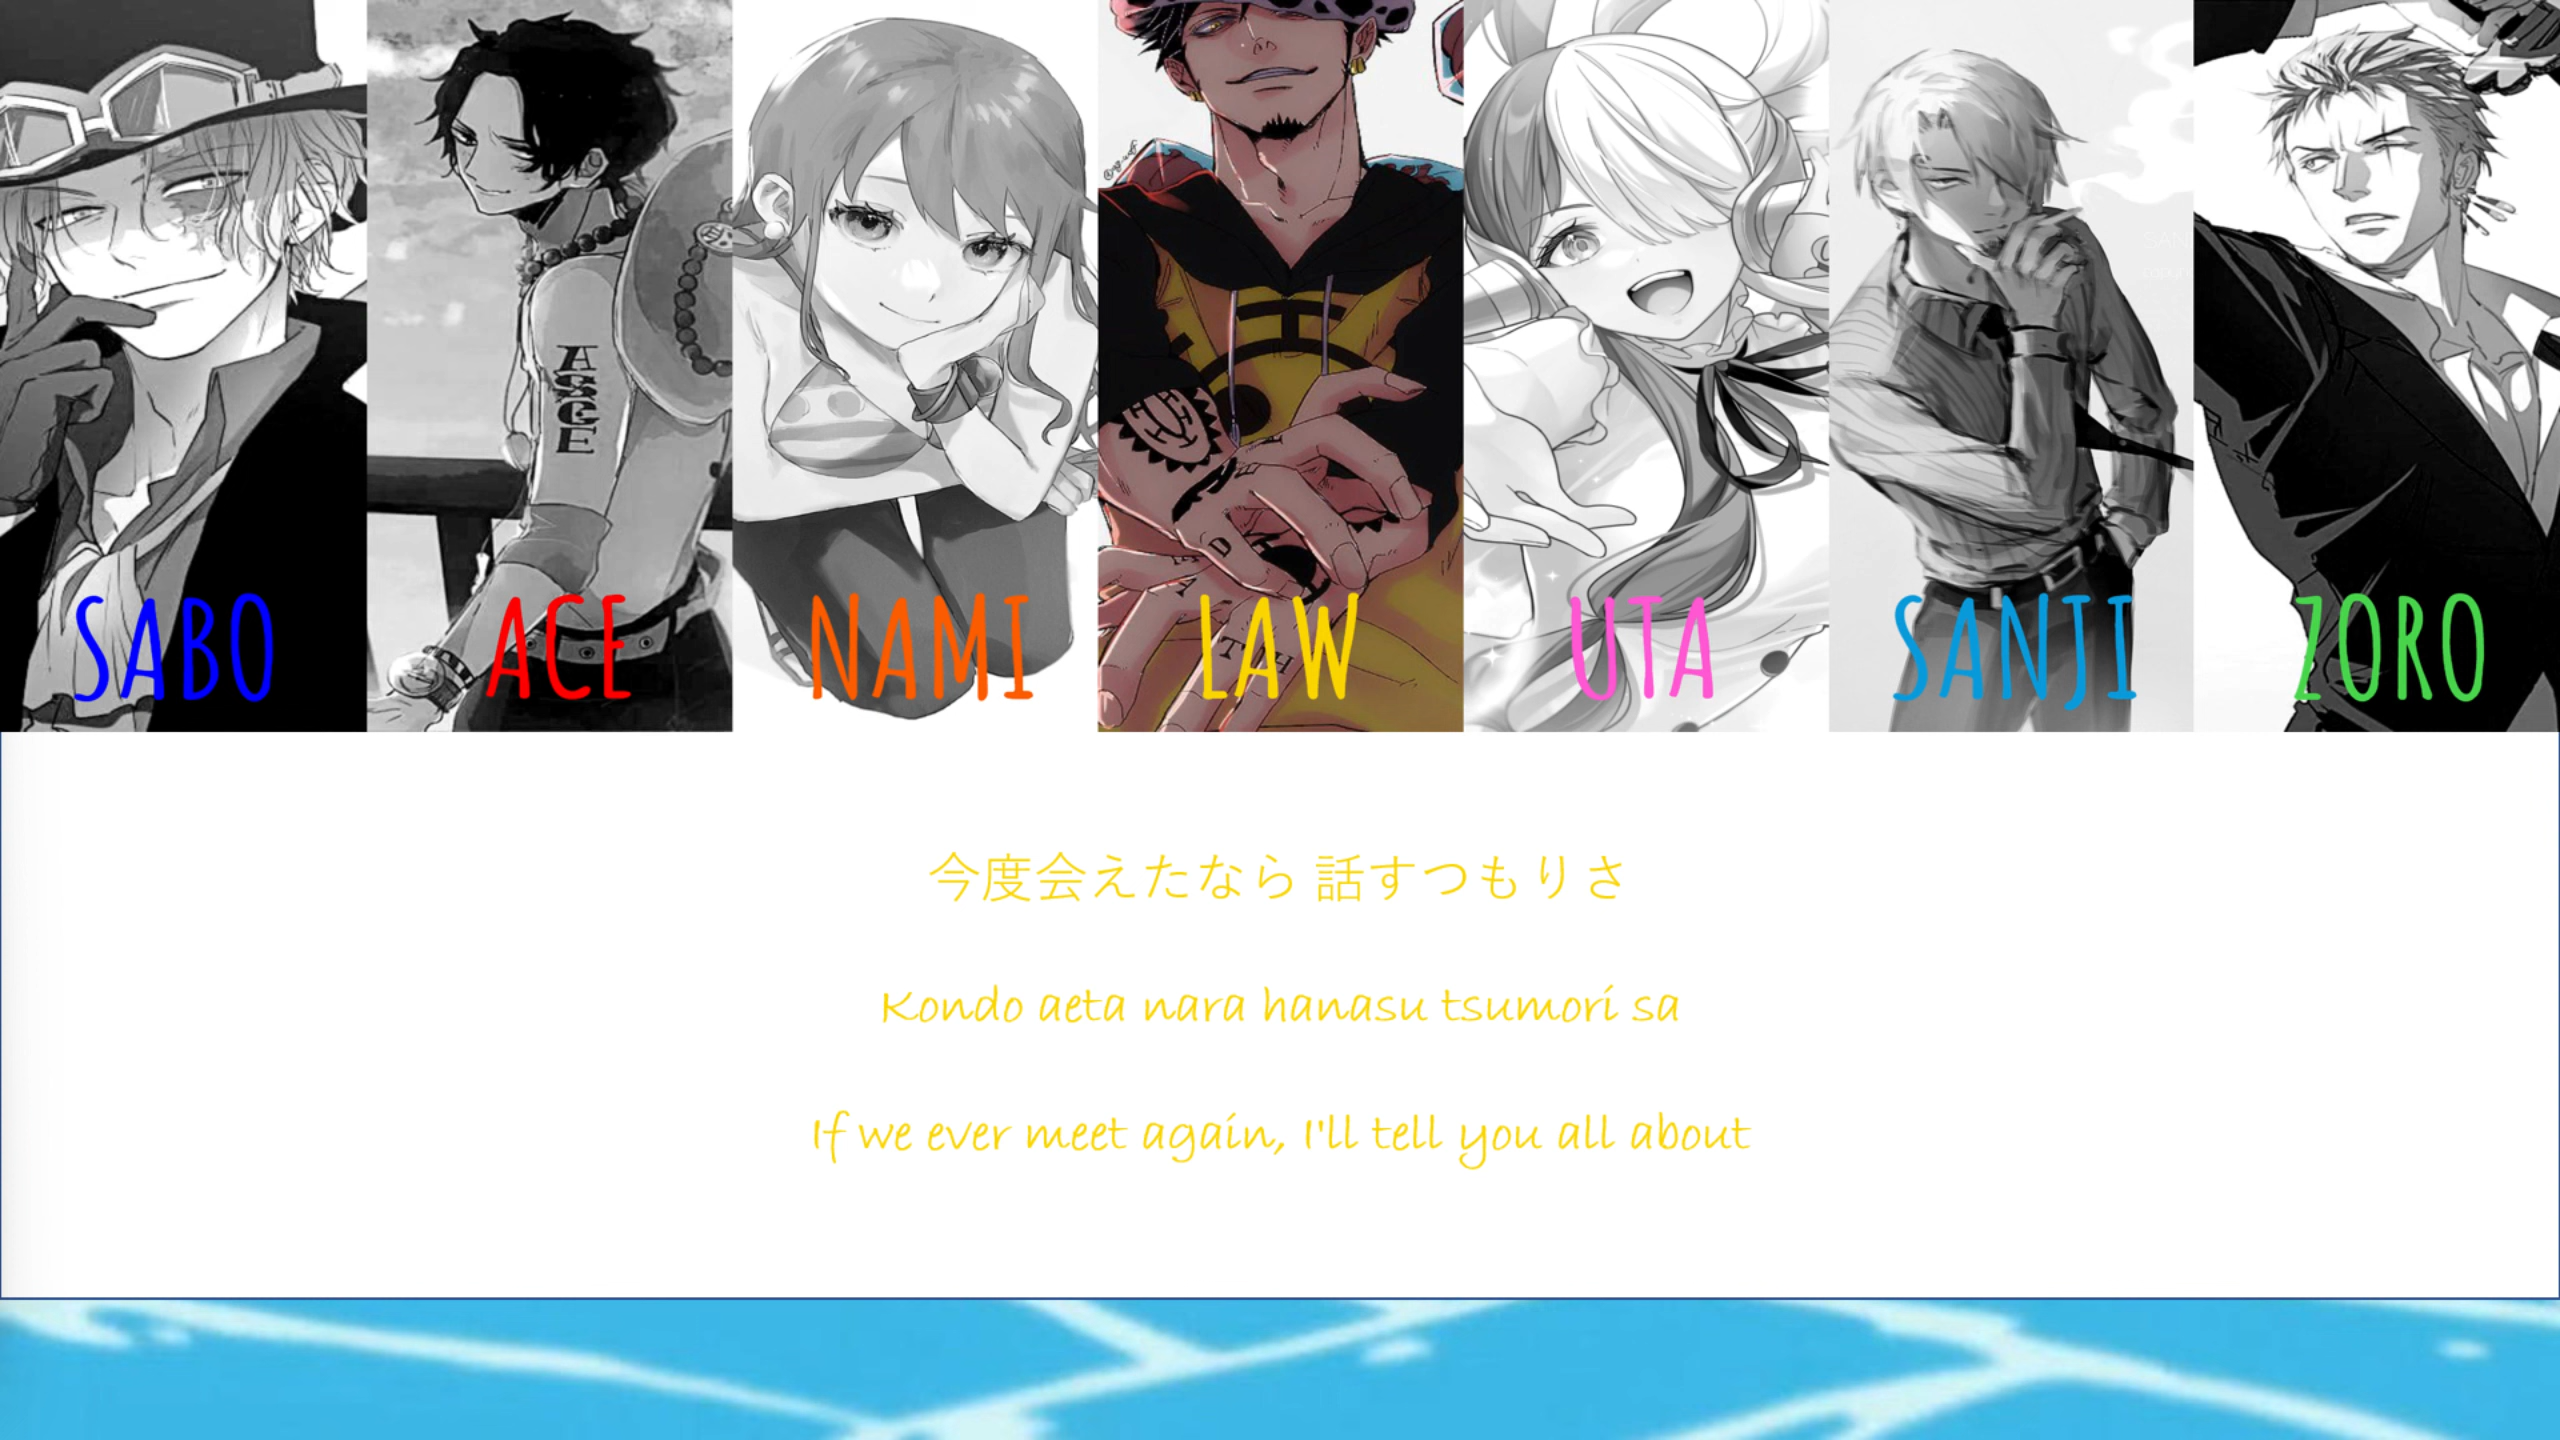 ASCE
SABO
ACE
NAMI
LAW
UTA
SANJI
ZORO
今度会えたなら 話すつもりさ
Kondo aeta nara hanasu tsumori sa
If we ever meet again, I'll tell you all about